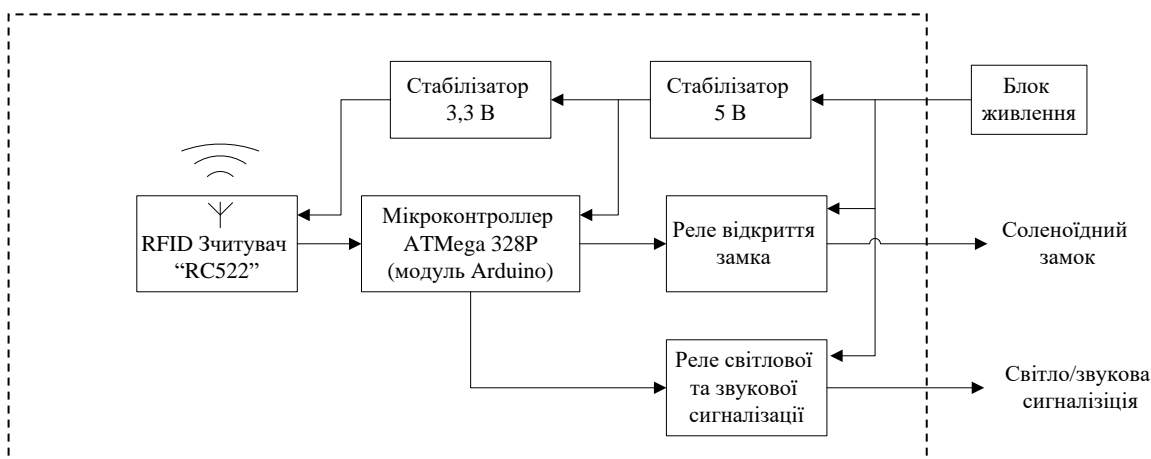 Стабілізатор
3,3 В
Стабілізатор
5 В
Блок
живлення
RFID Зчитувач
“RC522”
Мікроконтроллер
ATMega 328P
(модуль Arduino)
Реле відкриття
замка
Соленоїдний
замок
Реле світлової
та звукової
сигналізації
Світло/звукова
сигналізіція